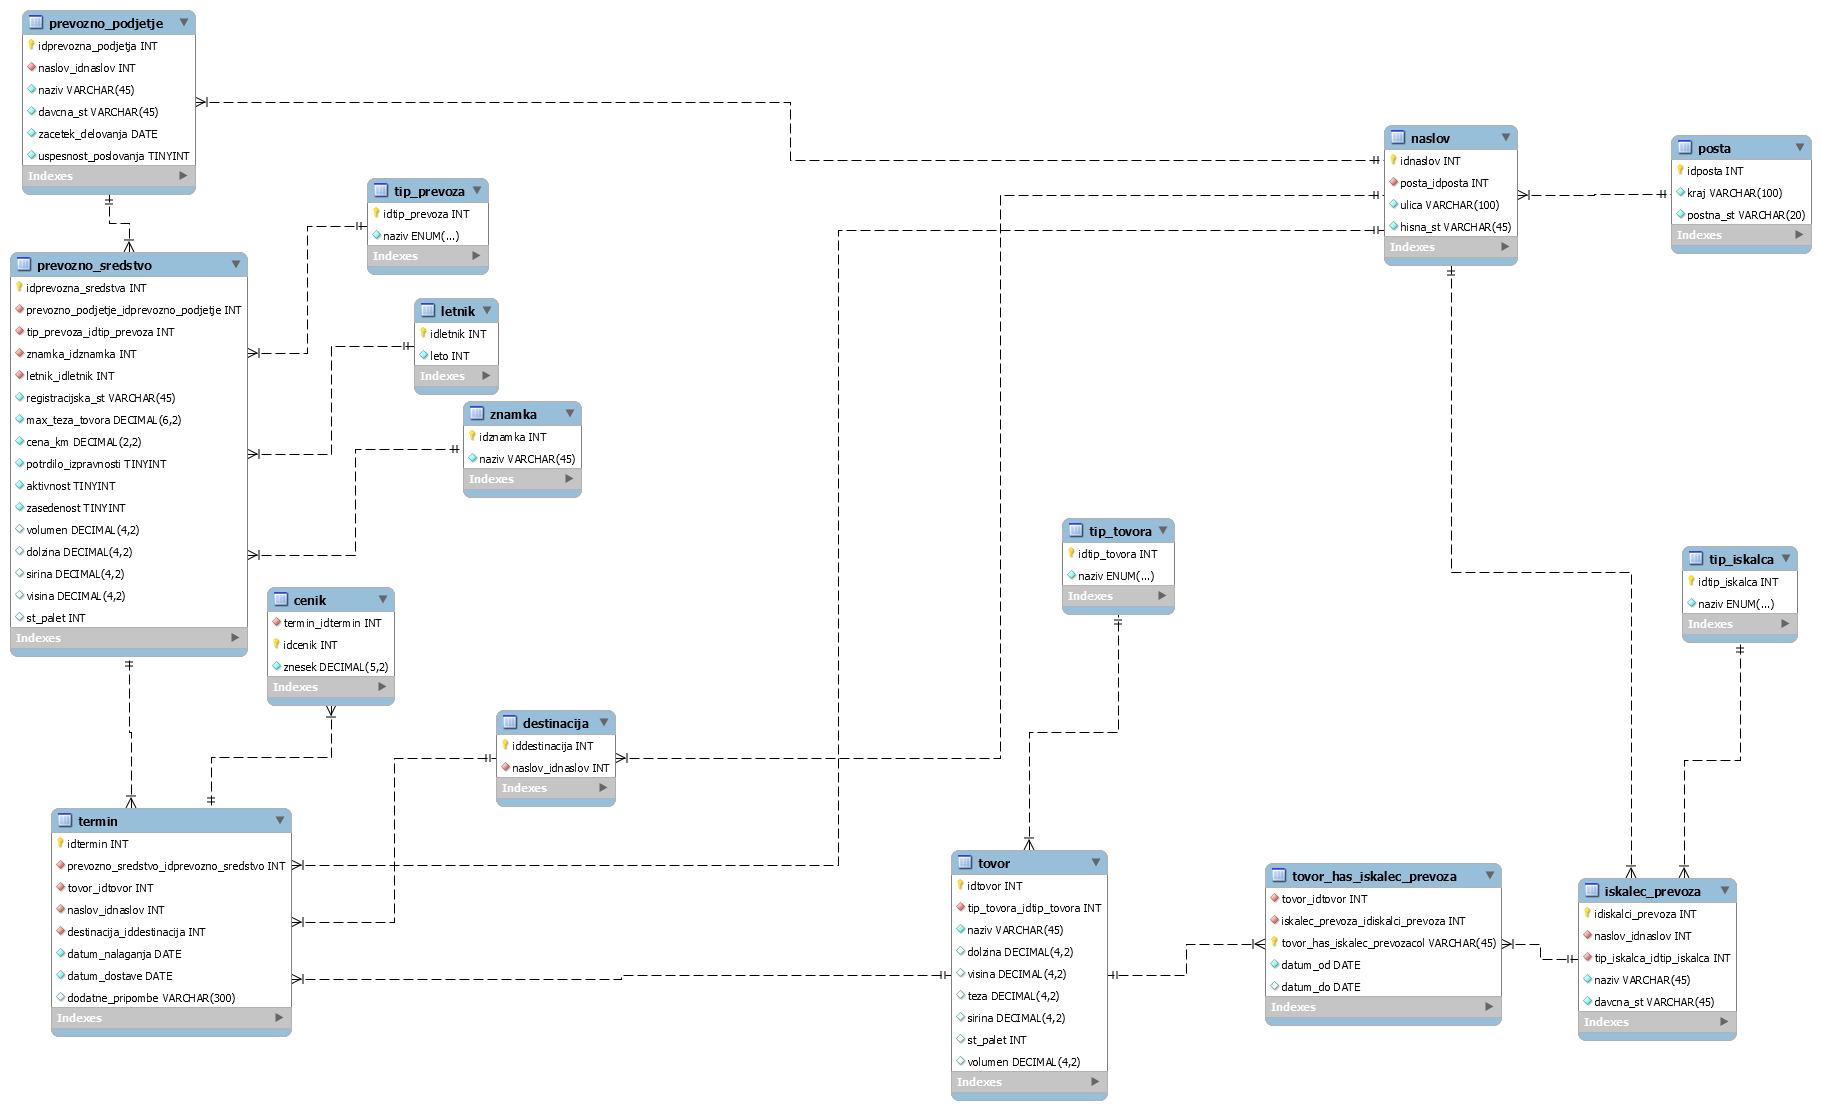 prevozno_podjetje
idprevozna_podjetja INT
naslov_idnaslov INT
naziv VARCHAR(45)
davcna_st VARCHAR(45)
zacetek_delovanja DATE
uspesnost_poslovanja TINYINT
Indexes
tip_prevoza
idtip_prevoza INT
naziv ENUM(...)
Indexes
naslov
idnaslov INT
posta_idposta INT
ulica VARCHAR(100)
hisna_st VARCHAR(45)
Indexes
posta
idposta INT
kraj VARCHAR(100)
postna_st VARCHAR(20)
Indexes
prevozno_sredstvo
idprevozna_sredstva INT
prevozno_podjetje_idprevozno_podjetje INT
tip_prevoza_idtip_prevoza INT
znamka_idznamka INT
letnik_idletnik INT
registracijska_st VARCHAR(45)
max_teza_tovora DECIMAL(6,2)
cena_km DECIMAL(2,2)
potrdilo_izpravnosti TINYINT
aktivnost TINYINT
zasedenost TINYINT
volumen DECIMAL(4,2)
dolzina DECIMAL(4,2)
sirina DECIMAL(4,2)
visina DECIMAL(4,2)
st_palet INT
Indexes
letnik
idletnik INT
leto INT
Indexes
znamka
idznamka INT
naziv VARCHAR(45)
Indexes
cenik
termin_idtermin INT
idcenik INT
znesek DECIMAL(5,2)
Indexes
tip_tovora
idtip_tovora INT
naziv ENUM(...)
Indexes
tip_iskalca
idtip_iskalca INT
naziv ENUM(...)
Indexes
destinacija
iddestinacija INT
naslov_idnaslov INT
Indexes
termin
idtermin INT
prevozno_sredstvo_idprevozno_sredstvo INT
tovor_idtovor INT
naslov_idnaslov INT
destinacija_iddestinacija INT
datum_nalaganja DATE
datum_dostave DATE
dodatne_pripombe VARCHAR(300)
Indexes
tovor
idtovor INT
tip_tovora_idtip_tovora INT
naziv VARCHAR(45)
dolzina DECIMAL(4,2)
visina DECIMAL(4,2)
teza DECIMAL(4,2)
sirina DECIMAL(4,2)
st_palet INT
volumen DECIMAL(4,2)
Indexes
tovor_has_iskalec_prevoza
tovor_idtovor INT
iskalec_prevoza_idiskalci_prevoza INT
tovor_has_iskalec_prevozacol VARCHAR(45)
datum_od DATE
datum_do DATE
Indexes
iskalec_prevoza
idiskalci_prevoza INT
naslov_idnaslov INT
tip_iskalca_idtip_iskalca INT
naziv VARCHAR(45)
davcna_st VARCHAR(45)
Indexes